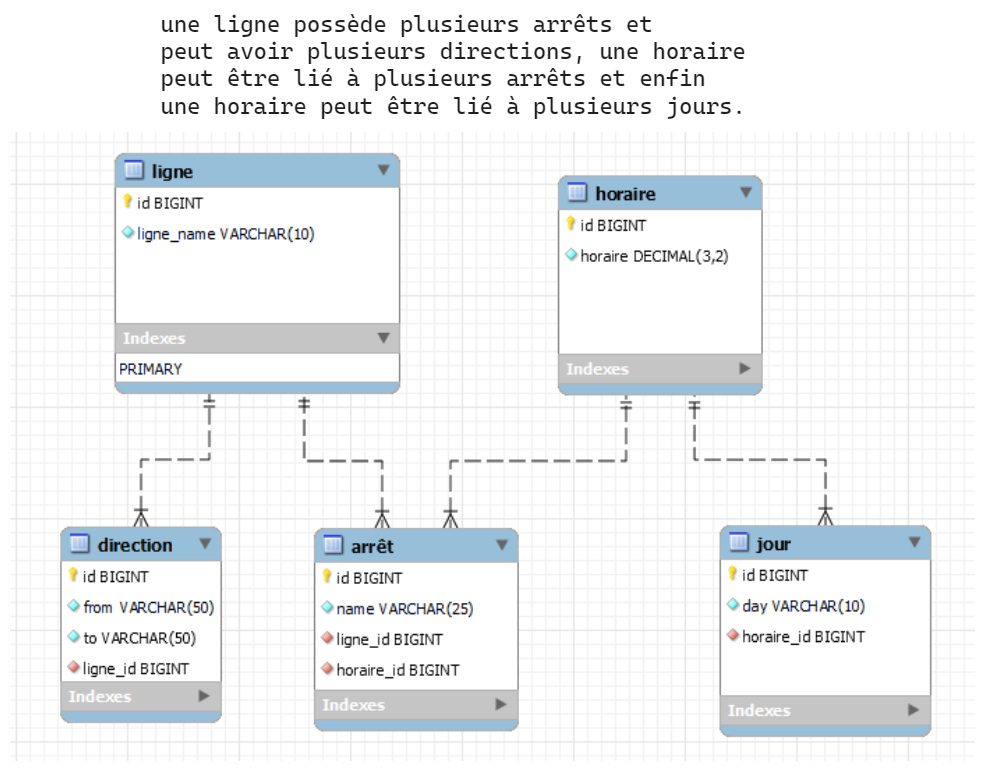 une ligne possède plusieurs arrêts et
peut avoir plusieurs directions, une horaire
peut être lié à plusieurs arrêts et enfin
une horaire peut être lié à plusieurs jours.
ligne
id BIGINT
ligne_name VARCHAR(10)
Indexes
PRIMARY
horaire
id BIGINT
horaire DECIMAL(3,2)
Indexes
direction
id BIGINT
from VARCHAR(50)
to VARCHAR(50)
ligne_id BIGINT
Indexes
arrêt
id BIGINT
name VARCHAR(25)
ligne_id BIGINT
horaire_id BIGINT
Indexes
jour
id BIGINT
day VARCHAR(10)
horaire_id BIGINT
Indexes